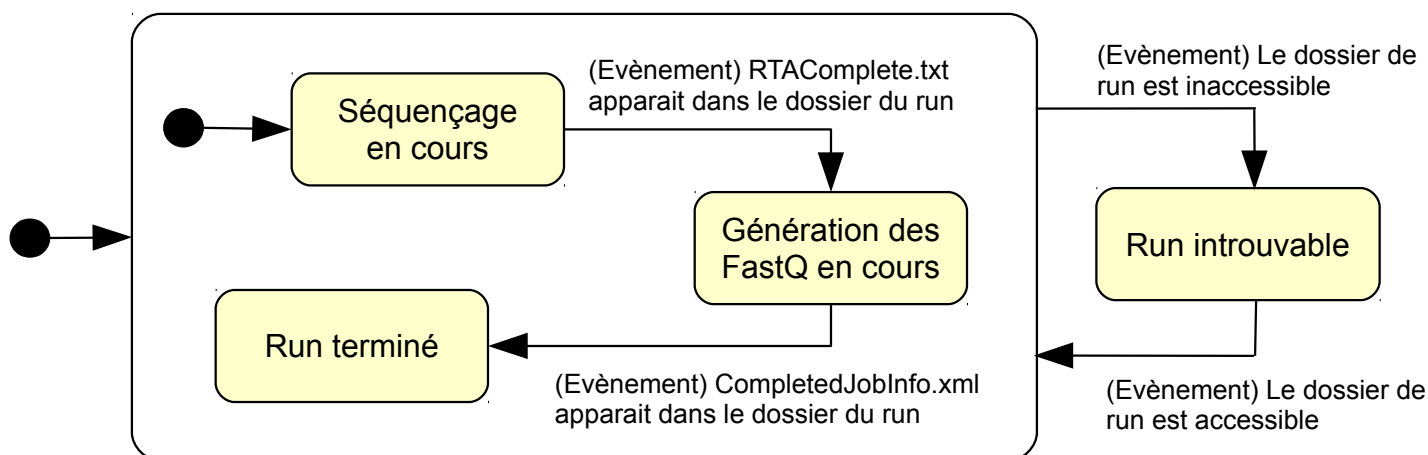 (Evènement) RTAComplete.txt
apparait dans le dossier du run
(Evènement) Le dossier de
run est inaccessible
Séquençage
en cours
Génération des
FastQ en cours
Run introuvable
Run terminé
(Evènement) CompletedJobInfo.xml
apparait dans le dossier du run
(Evènement) Le dossier de
run est accessible